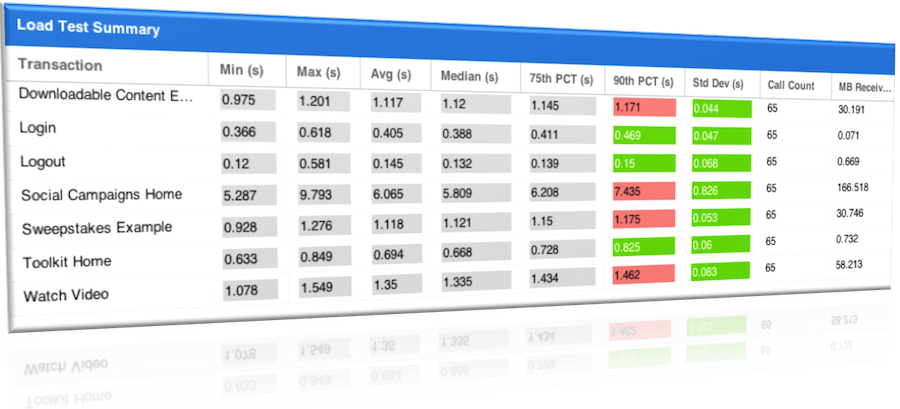 Load Test Summary
Transaction Min (s) Max (s) Avg (s) Median (s) 75th PCT (s) 90th PCT (s) Std Dev (s) Call Count MB Receiv...
Downloadable Content E... 0.975 1.201 1.117 1.12 1.145 1.171 0.044 65 30.191
Login 0.366 0.618 0.405 0.388 0.411 0.469 0.047 65 0.071
Logout 0.12 0.581 0.145 0.132 0.139 0.15 0.068 65 0.669
Social Campaigns Home 5.287 9.793 6.065 5.809 6.208 7.435 0.826 65 166.518
Sweepstakes Example 0.928 1.276 1.118 1.121 1.15 1.175 0.053 65 30.746
Toolkit Home 0.633 0.849 0.694 0.668 0.728 0.825 0.06 65 0.732
Watch Video 1.078 1.549 1.35 1.335 1.434 1.462 0.083 65 58.213